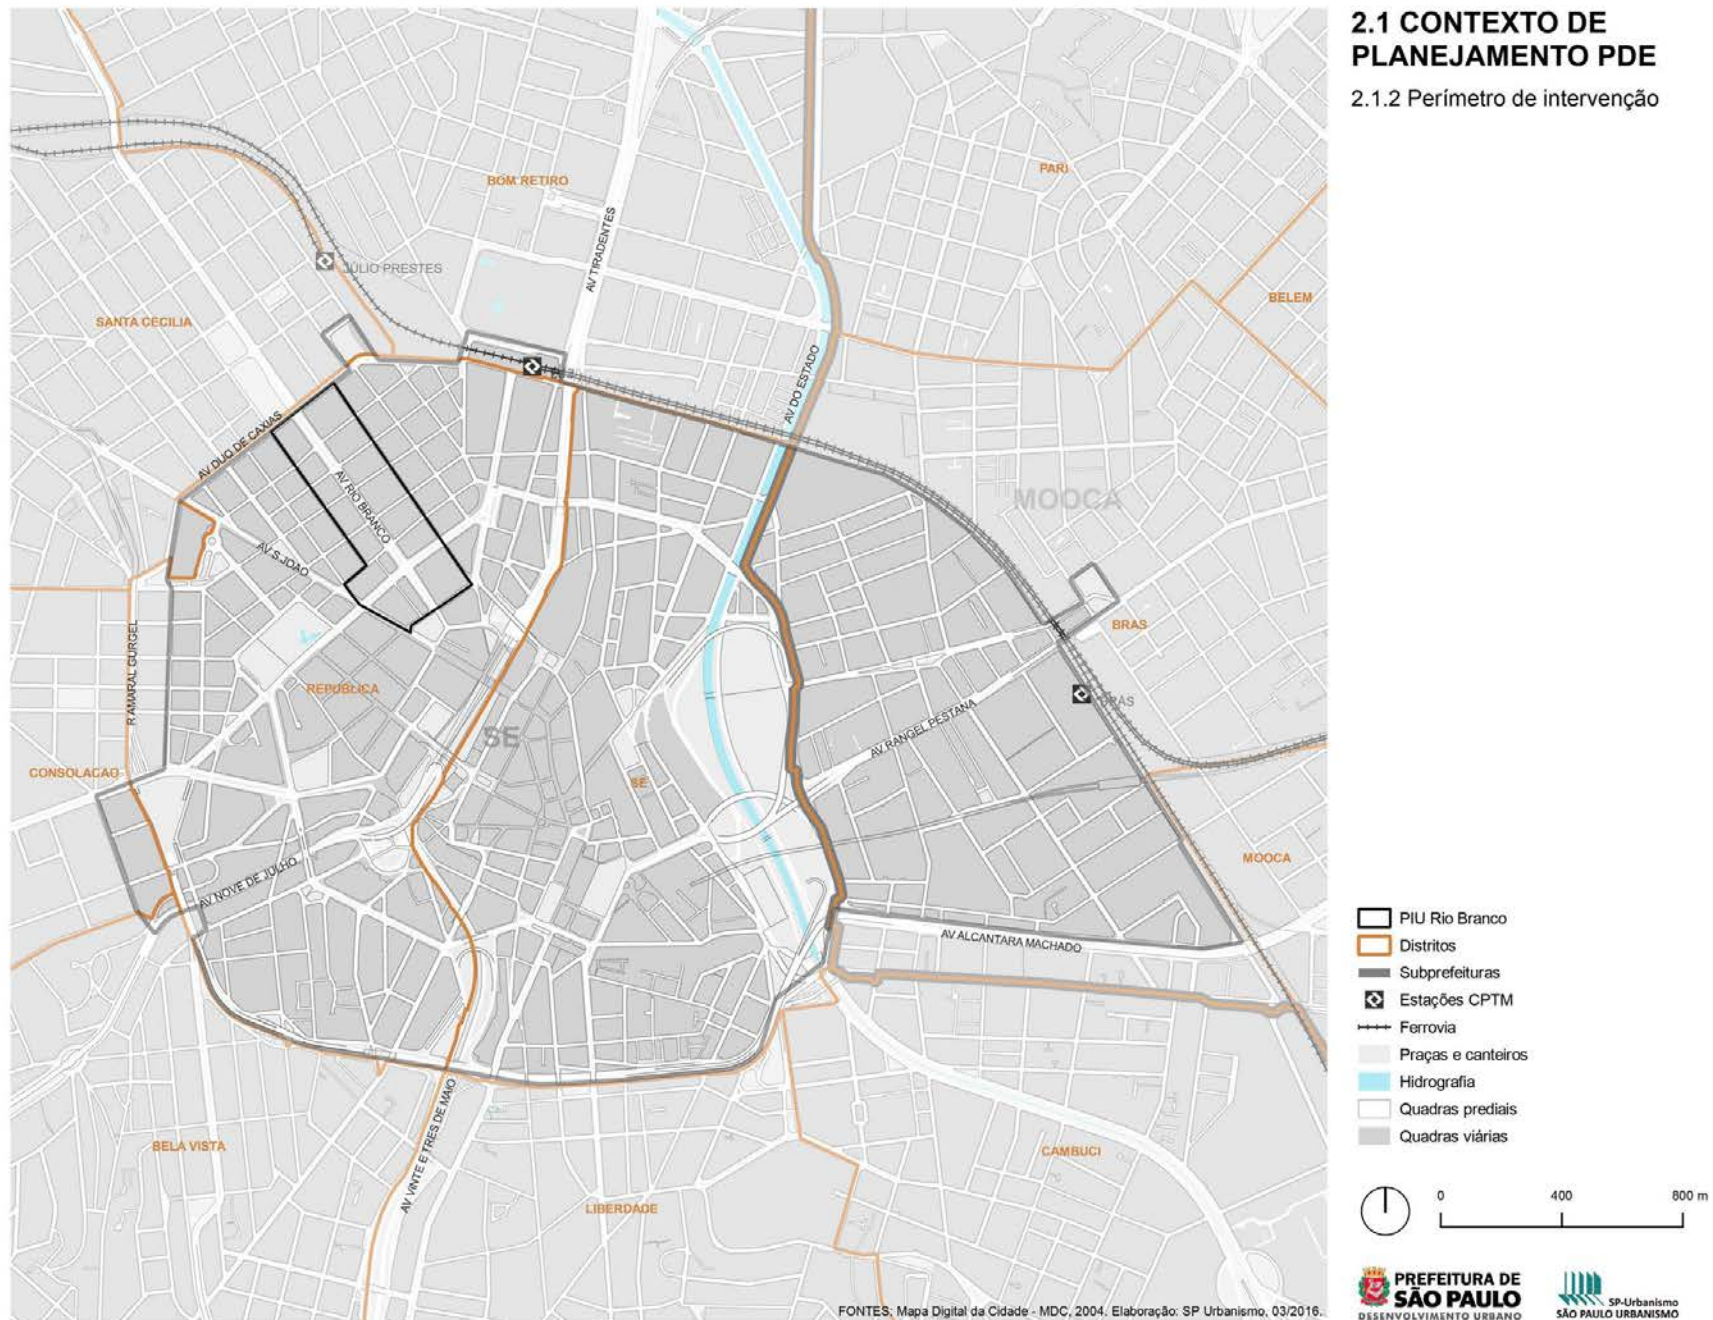 2.1 CONTEXTO DE
PLANEJAMENTO PDE
2.1.2 Perímetro de intervenção
PARI
BOM RETIRO
AV TIRADENTES
JÚLIO PRESTES
BELEM
SANTA CECILIA
AV DO ESTADO
AV DUQ DE CAXIAS
MOOCA
AV RIO BRANCO
AV S JOAO
BRAS
R AMARAL GURGEL
REPUBLICA
BRÁS
AV RANGEL PESTANA
SE
CONSOLACAO
SE
MOOCA
AV NOVE DE JULHO
AV ALCANTARA MACHADO
AV VINTE E TRES DE MAIO
BELA VISTA
CAMBUCI
LIBERDADE
PIU Rio Branco
Distritos
Subprefeituras
Estações CPTM
Ferrovia
Praças e canteiros
Hidrografia
Quadras prediais
Quadras viárias
0 400 800 m
FONTES: Mapa Digital da Cidade - MDC, 2004. Elaboração: SP Urbanismo, 03/2016.
PREFEITURA DE
SÃO PAULO
DESENVOLVIMENTO URBANO
SP-Urbanismo
SÃO PAULO URBANISMO